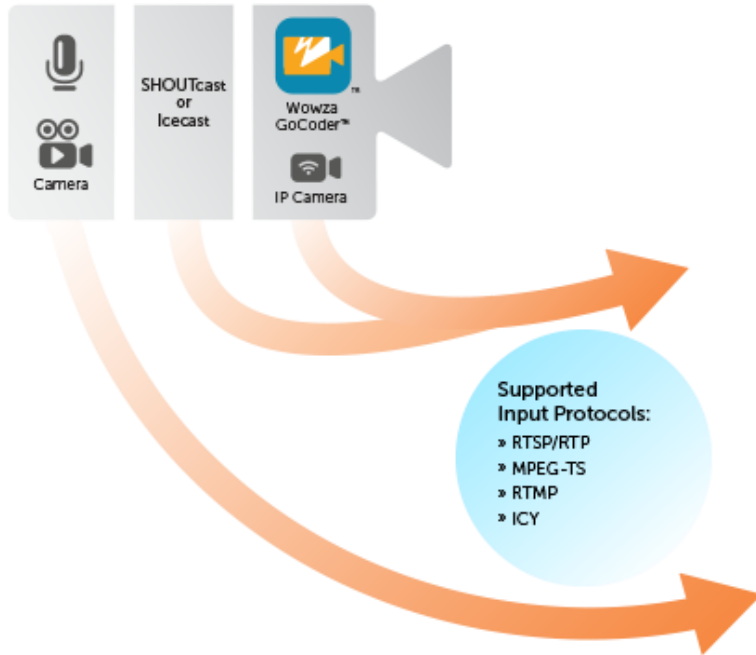 Camera
SHOUTcast
or
Icecast
™
Wowza
GoCoder™
IP Camera
Supported
Input Protocols:
» RTSP/RTP
» MPEG-TS
» RTMP
» ICY